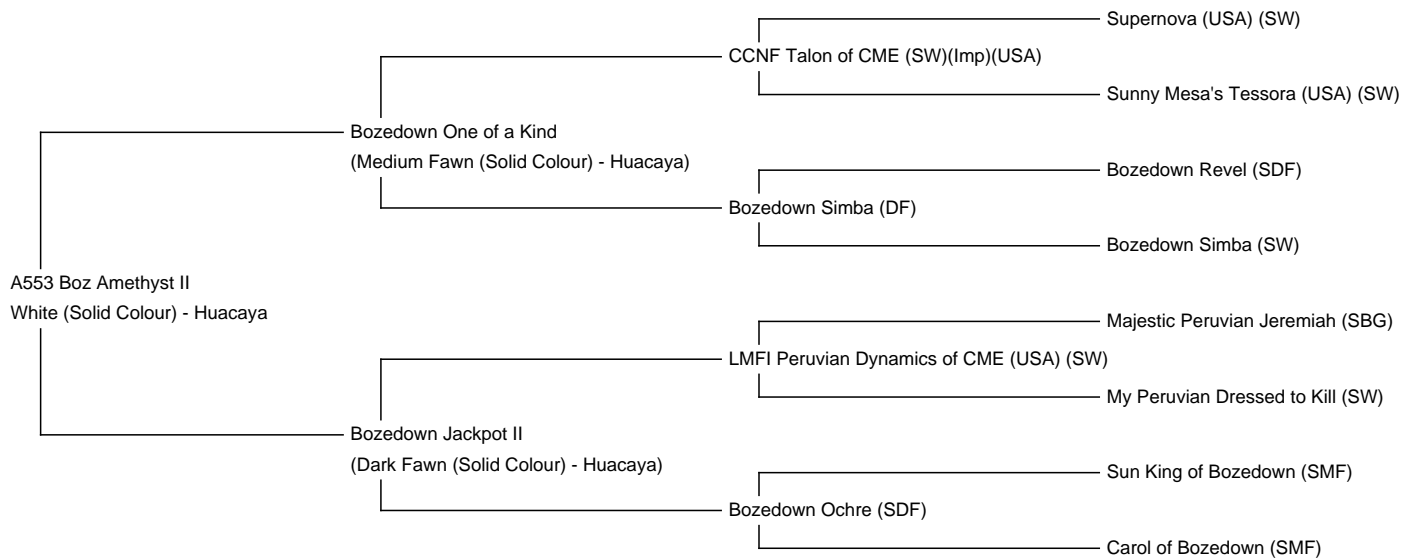 Supernova (USA) (SW)
CCNF Talon of CME (SW)(Imp)(USA)
Sunny Mesa's Tessora (USA) (SW)
Bozedown One of a Kind
(Medium Fawn (Solid Colour) - Huacaya)
Bozedown Revel (SDF)
Bozedown Simba (DF)
Bozedown Simba (SW)
A553 Boz Amethyst II
White (Solid Colour) - Huacaya
Majestic Peruvian Jeremiah (SBG)
LMFI Peruvian Dynamics of CME (USA) (SW)
My Peruvian Dressed to Kill (SW)
Bozedown Jackpot II
(Dark Fawn (Solid Colour) - Huacaya)
Sun King of Bozedown (SMF)
Bozedown Ochre (SDF)
Carol of Bozedown (SMF)